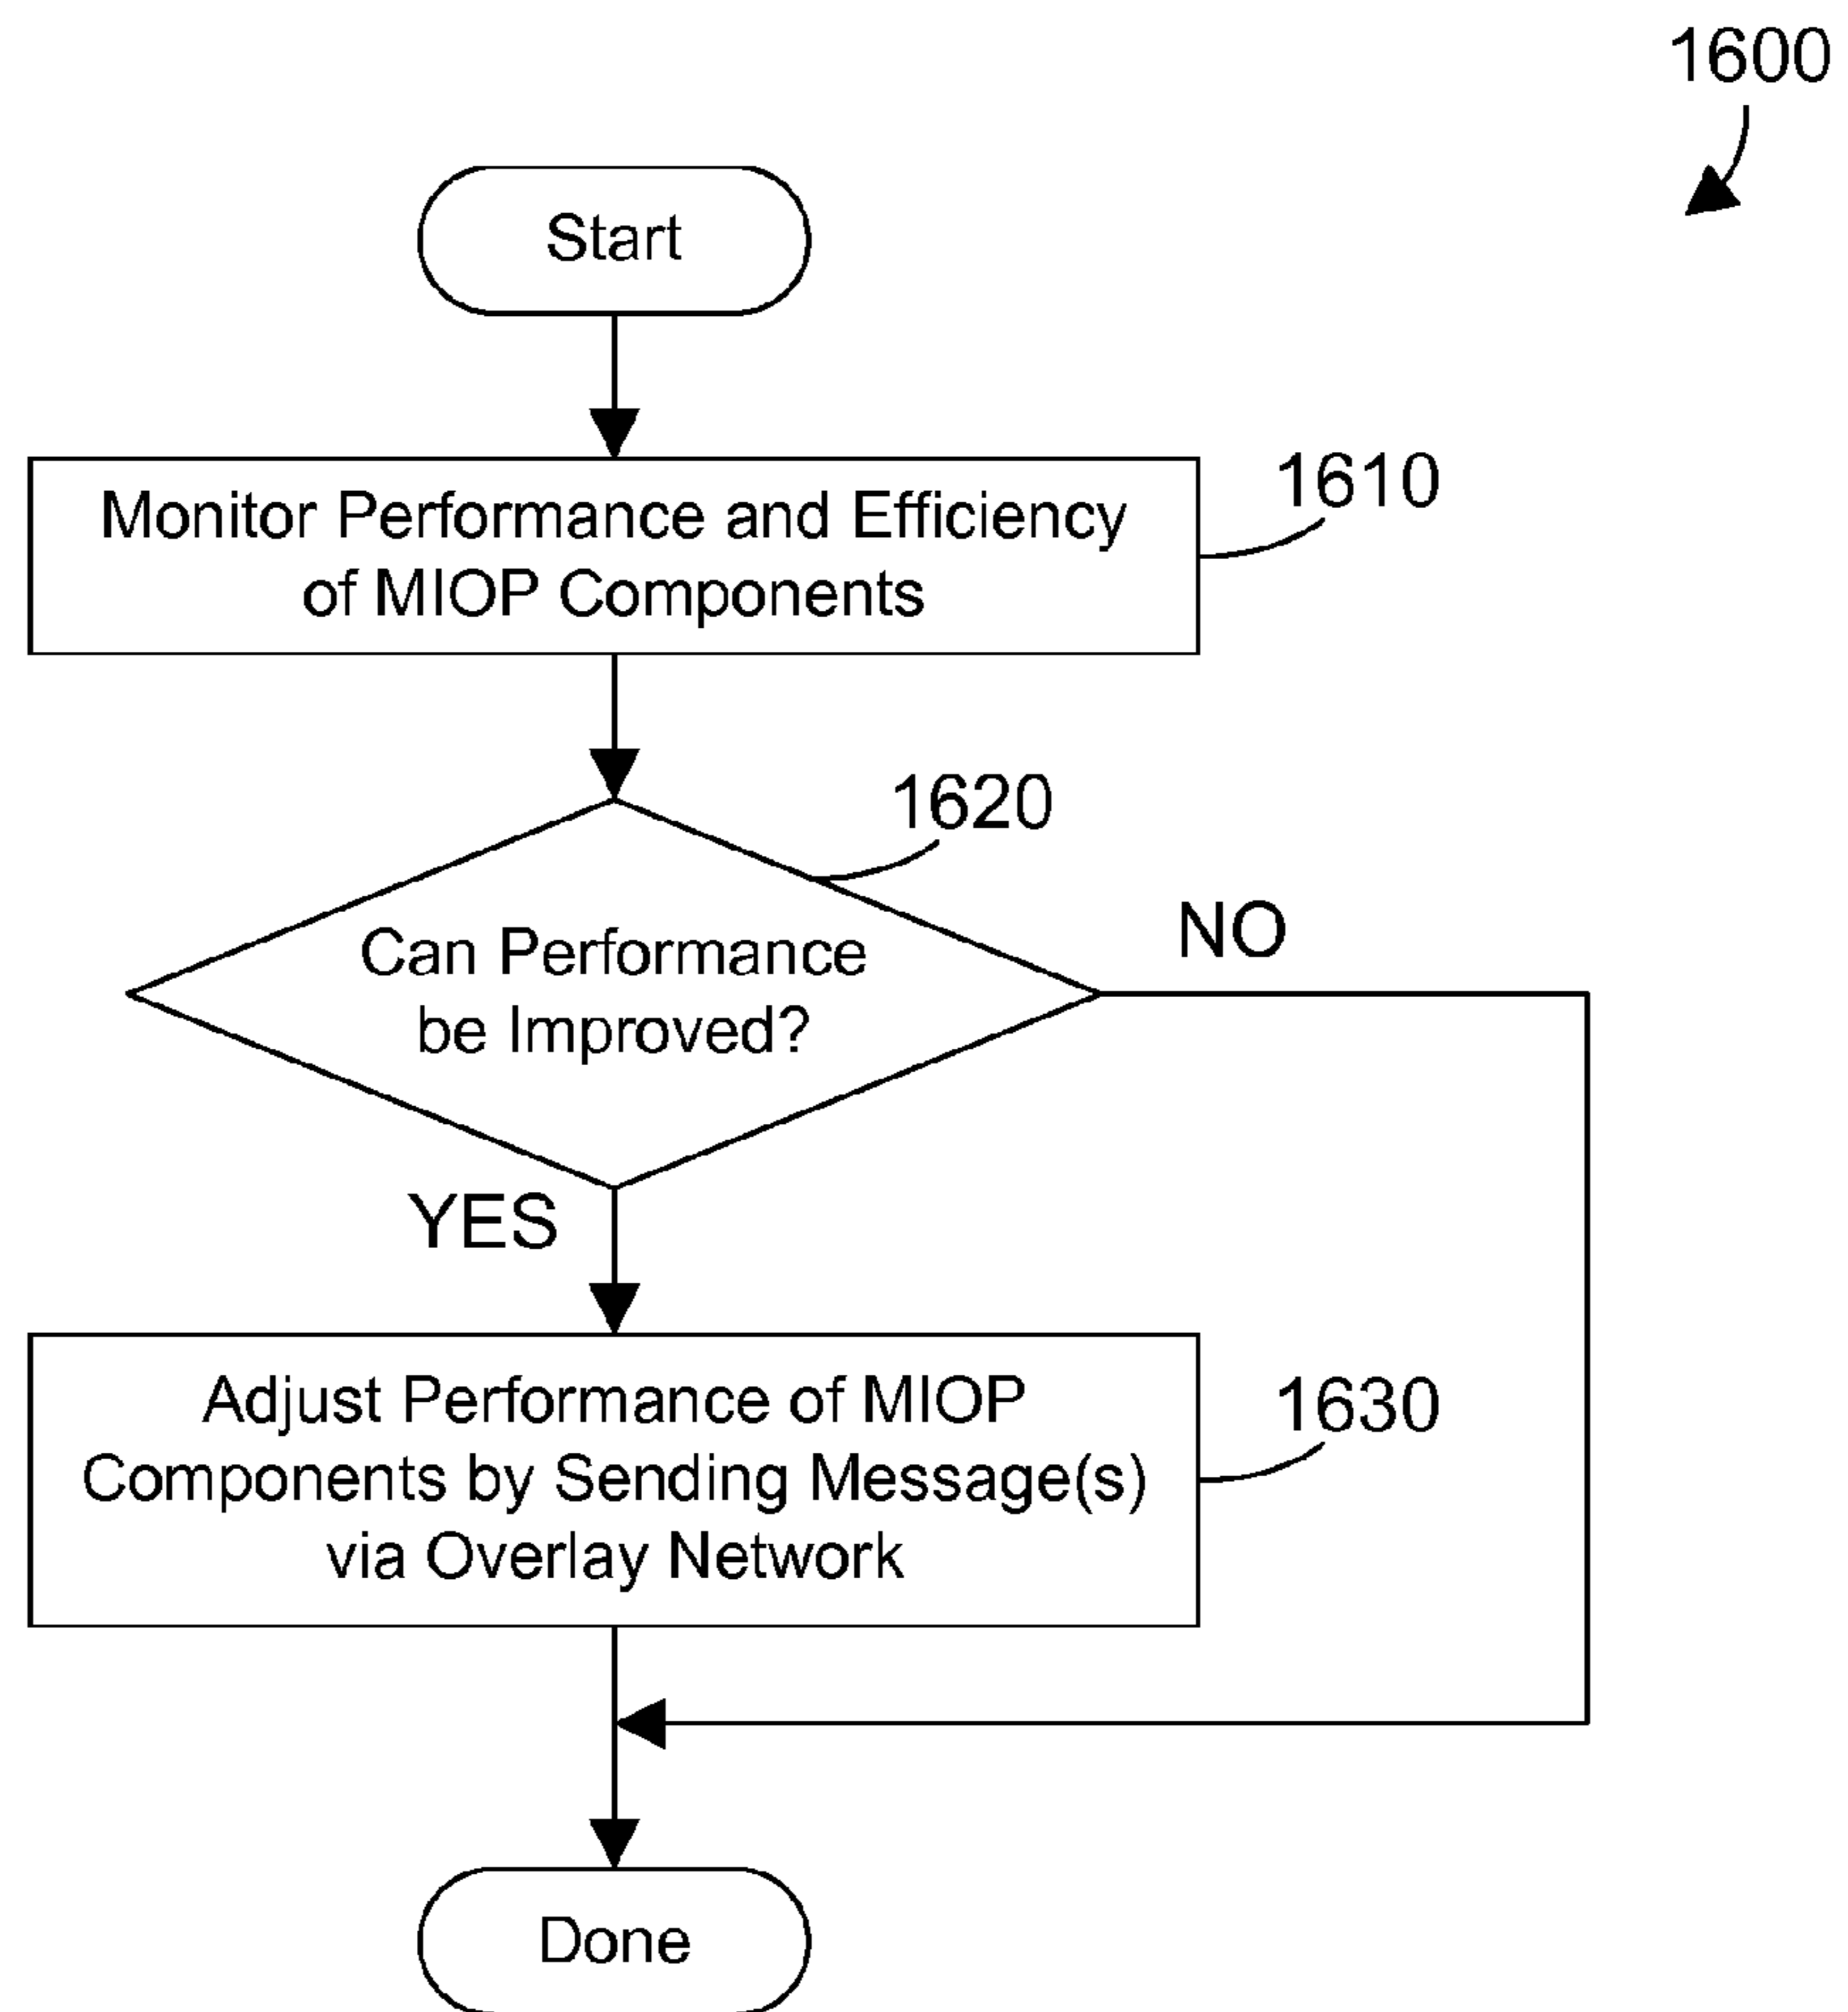 1600
Start
Monitor Performance and Efficiency
of MIOP Components
1610
1620
Can Performance
be Improved?
NO
YES
Adjust Performance of MIOP
Components by Sending Message(s)
via Overlay Network
1630
Done